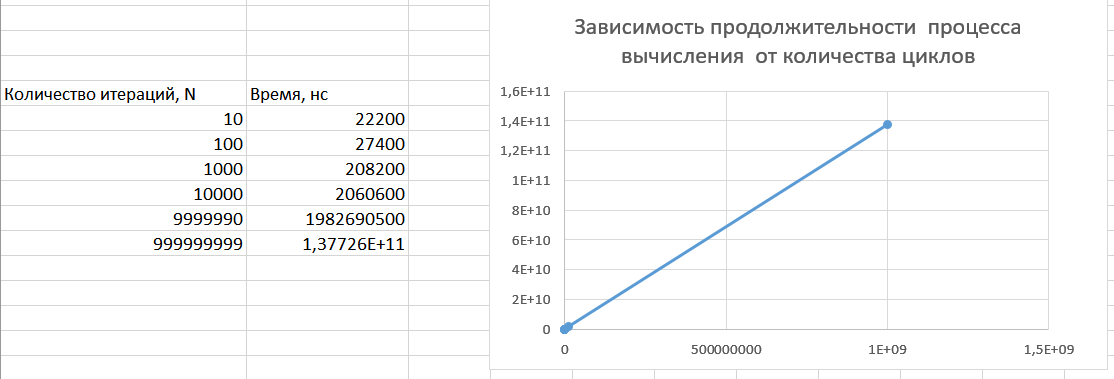 Зависимость продолжительности процесса
вычисления от количества циклов
Количество итераций, N Время, нс
10 22200
100 27400
1000 208200
10000 2060600
9999990 1982690500
999999999 1,37726E+11
1,6E+11
1,4E+11
1,2E+11
1E+11
8E+10
6E+10
4E+10
2E+10
0
0 500000000 1E+09 1,5E+09